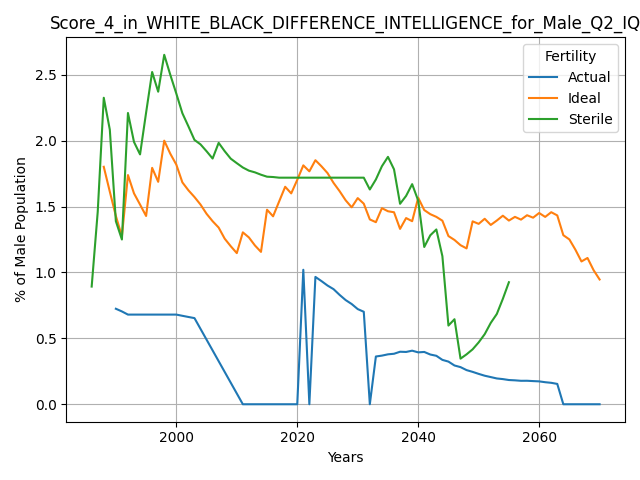 Score_4_in_WHITE_BLACK_DIFFERENCE_INTELLIGENCE_for_Male_Q2_IQ
Fertility
Actual
Ideal
Sterile
% of Male Population
2.5
2.0
1.5
1.0
0.5
0.0
2000
2020
2040
2060
Years